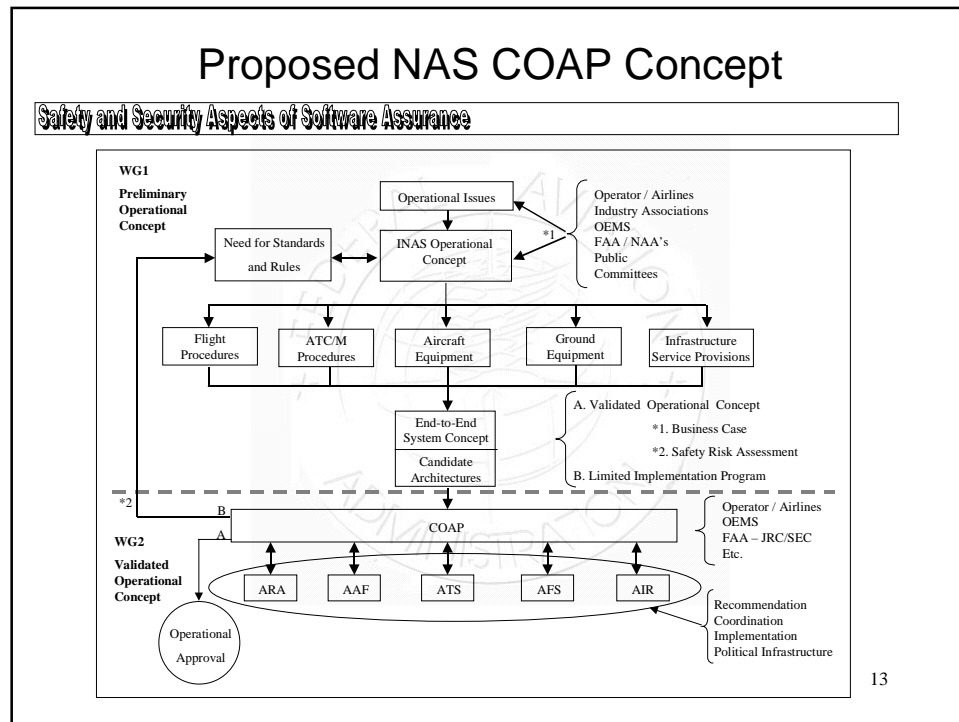 Proposed NAS COAP Concept
Safety and Security Aspects of Software Assurance
WG1
Preliminary
Operational
Concept
Operational Issues
*1
Operator / Airlines
Industry Associations
OEMS
FAA / NAA's
Public
Committees
Need for Standards
and Rules
INAS Operational
Concept
Flight
Procedures
ATC/M
Procedures
Aircraft
Equipment
Ground
Equipment
Infrastructure
Service Provisions
End-to-End
System Concept
Candidate
Architectures
A. Validated Operational Concept
*1. Business Case
*2. Safety Risk Assessment
B. Limited Implementation Program
*2
B
A
COAP
Operator / Airlines
OEMS
FAA – JRC/SEC
Etc.
WG2
Validated
Operational
Concept
ARA
AAF
ATS
AFS
AIR
Operational
Approval
Recommendation
Coordination
Implementation
Political Infrastructure
FEDERAL AVIATION
ADMINISTRATION
13